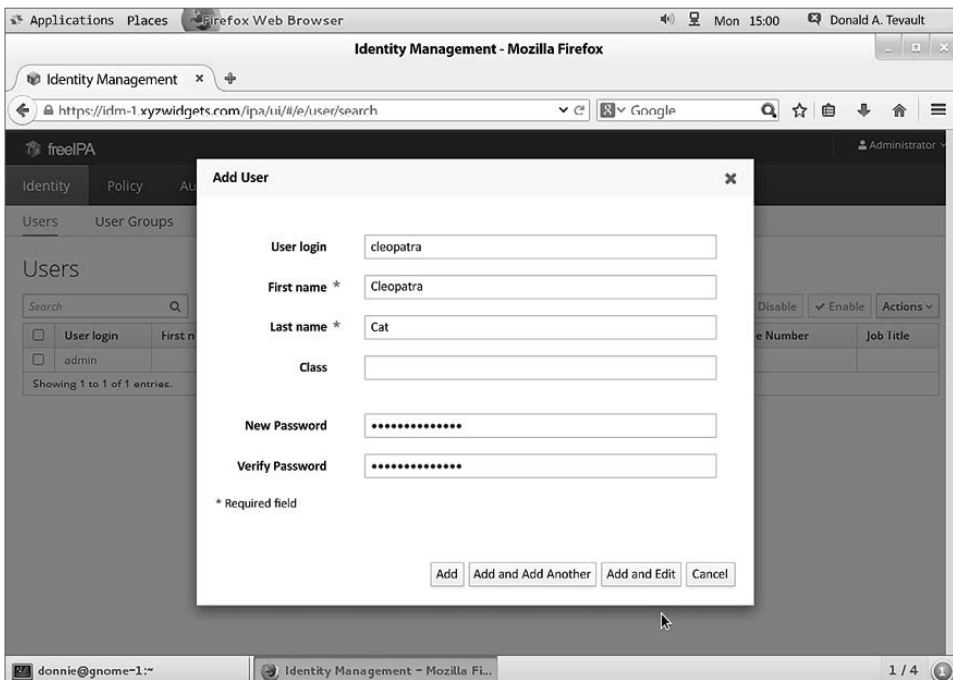 Applications Places Firefox Web Browser Mon 15:00 Donald A. Tevault
Identity Management - Mozilla Firefox
Identity Management
https://idm-1.xyzwidgets.com/ipa/ui/#/e/user/search Google
freeIPA Administrator
Identity Policy Au
Users User Groups
Users
Search Disable Enable Actions
User login First n e Number Job Title
admin
Showing 1 to 1 of 1 entries.
Add User
User login cleopatra
First name * Cleopatra
Last name * Cat
Class
New Password ••••••••••••••
Verify Password ••••••••••••••
* Required field
Add Add and Add Another Add and Edit Cancel
donnie@gnome-1:~ Identity Management - Mozilla Fi... 1 / 4 1